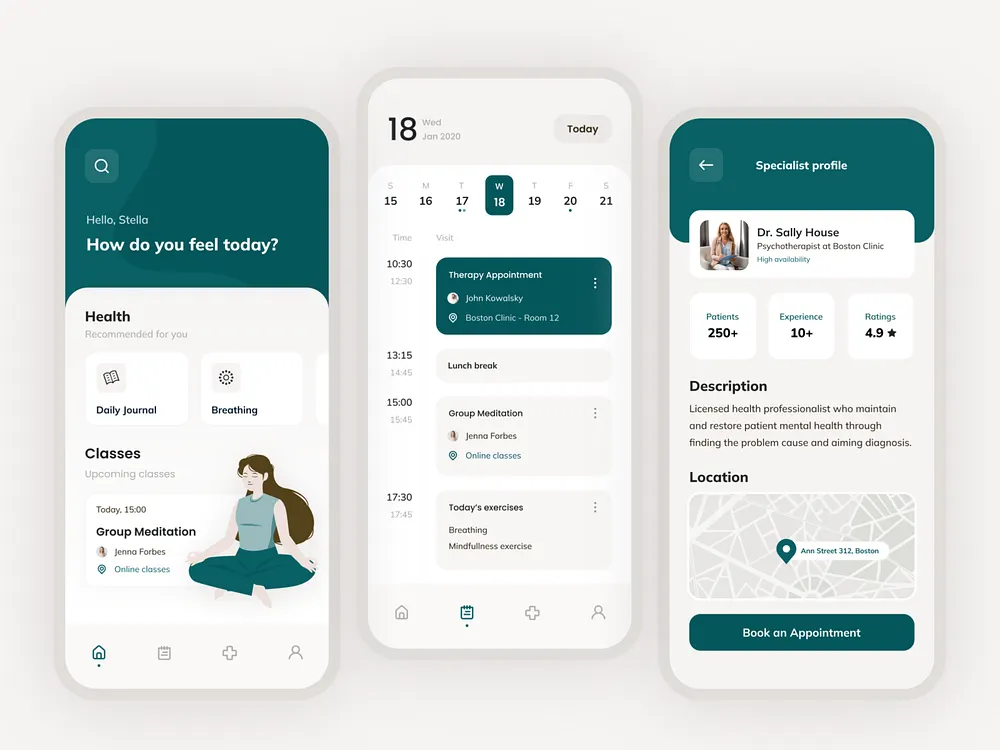 Hello, Stella
How do you feel today?
Health
Recommended for you
Daily Journal
Breathing
Classes
Upcoming classes
Today, 15:00
Group Meditation
Jenna Forbes
Online classes
18
Wed
Jan 2020
Today
S M T W T F S
15 16 17 18 19 20 21
Time Visit
10:30
12:30
Therapy Appointment
John Kowalsky
Boston Clinic - Room 12
13:15
14:45
Lunch break
15:00
15:45
Group Meditation
Jenna Forbes
Online classes
17:30
17:45
Today's exercises
Breathing
Mindfullness exercise
Specialist profile
Dr. Sally House
Psychotherapist at Boston Clinic
High availability
Patients
250+
Experience
10+
Ratings
4.9 ★
Description
Licensed health professionalist who maintain
and restore patient mental health through
finding the problem cause and aiming diagnosis.
Location
Ann Street 312, Boston
Book an Appointment